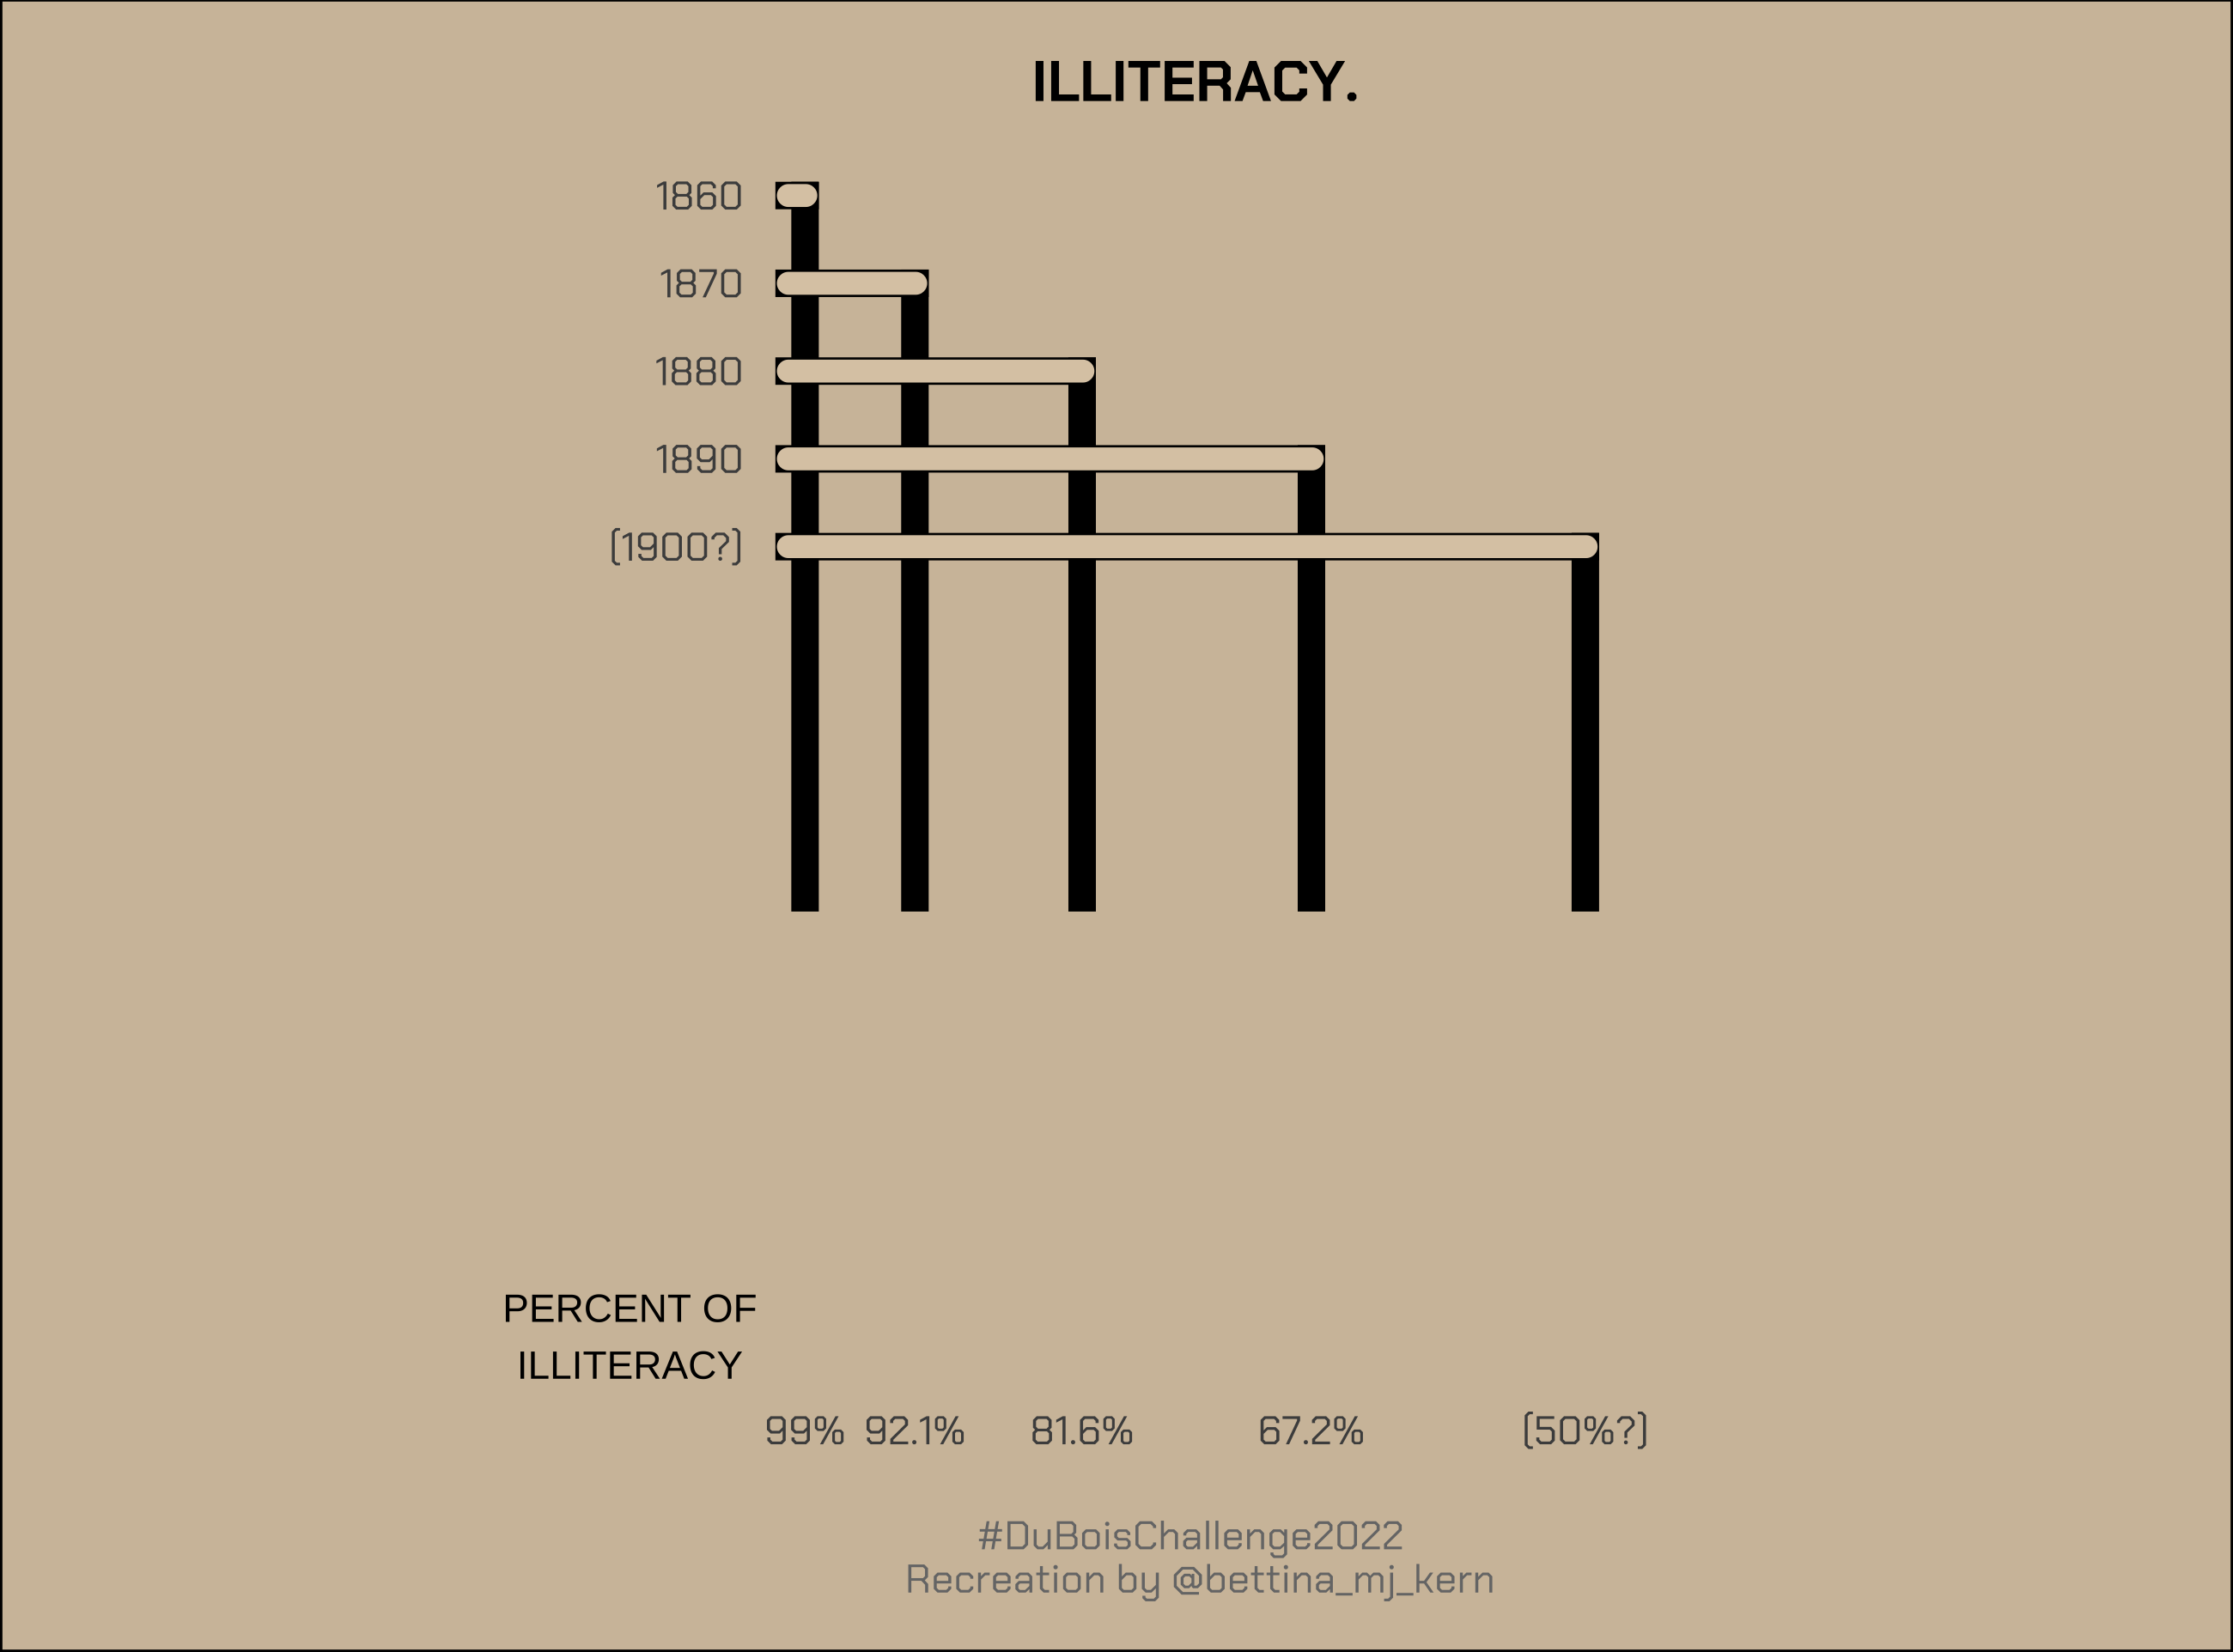 ILLITERACY.
1860
1870
1880
1890
(1900?)
PERCENT OF
ILLITERACY
99% 92.1% 81.6% 67.2% (50%?)
#DuBoisChallenge2022
Recreation by @bettina_mj_kern